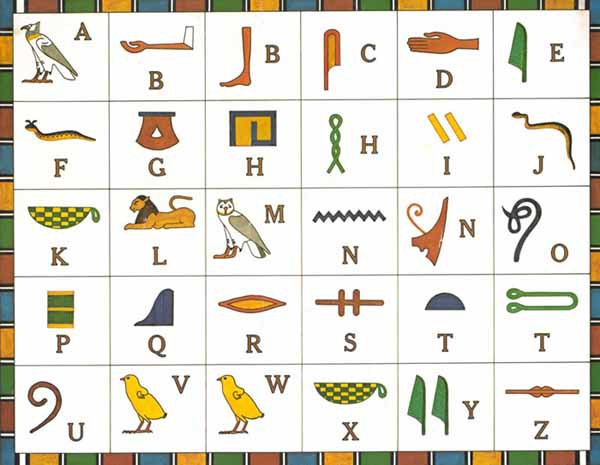 A B B C D E
F G H H I J
K L M N N O
P Q R S T T
U V W X Y Z